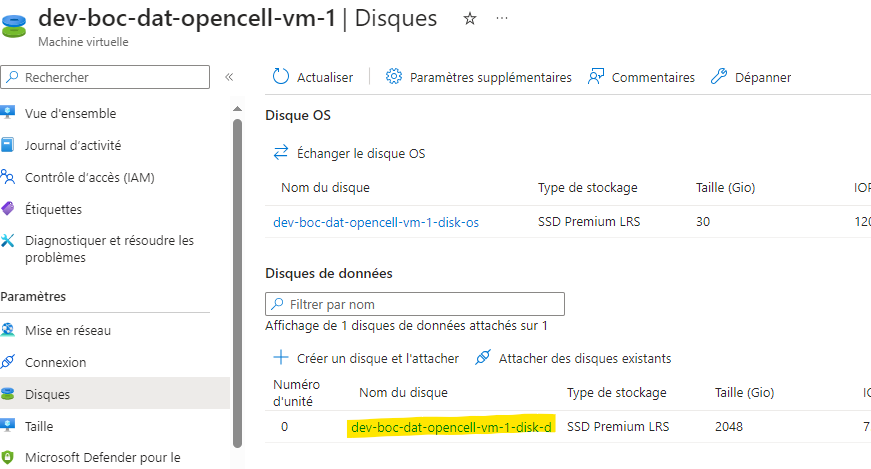 dev-boc-dat-opencell-vm-1 | Disques
Machine virtuelle
Rechercher
Vue d'ensemble
Journal d'activité
Contrôle d'accès (IAM)
Étiquettes
Diagnostiquer et résoudre les
problèmes
Paramètres
Mise en réseau
Connexion
Disques
Taille
Microsoft Defender pour le
Actualiser
Paramètres supplémentaires
Commentaires
Dépanner
Disque OS
Échanger le disque OS
Nom du disque Type de stockage Taille (Gio) IOP
dev-boc-dat-opencell-vm-1-disk-os SSD Premium LRS 30 120
Disques de données
Filtrer par nom
Affichage de 1 disques de données attachés sur 1
Créer un disque et l'attacher Attacher des disques existants
Numéro
d'unité Nom du disque Type de stockage Taille (Gio) IO
0 dev-boc-dat-opencell-vm-1-disk-d SSD Premium LRS 2048 7